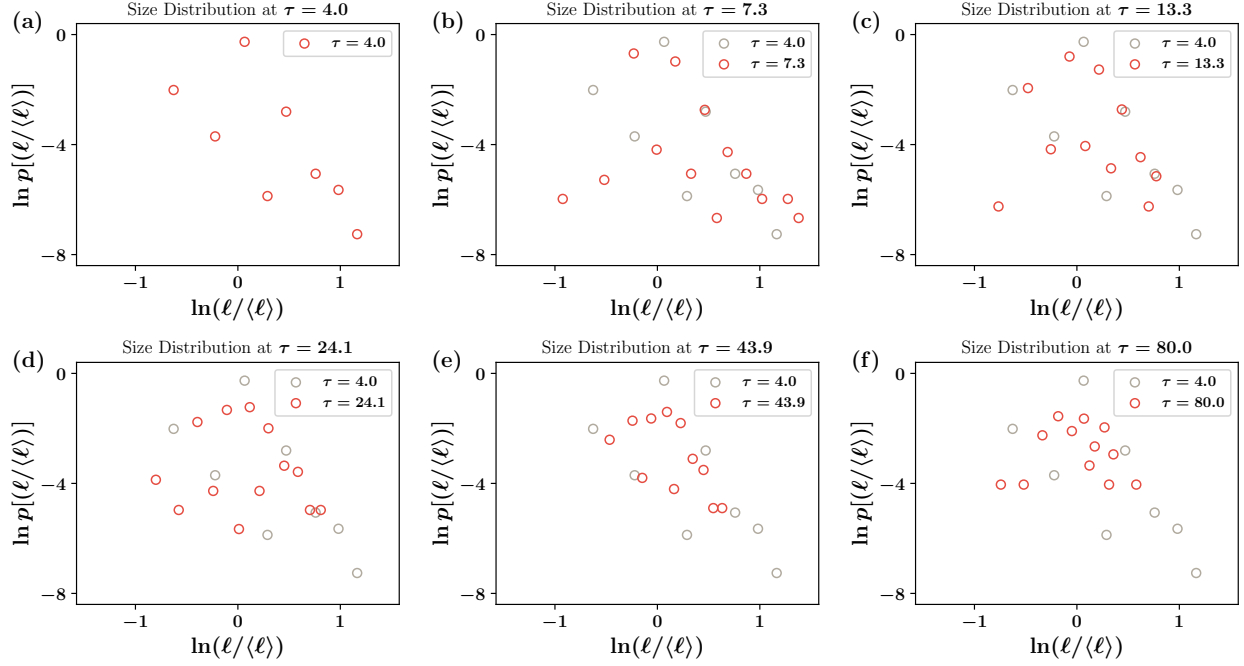 (a)
Size Distribution at τ = 4.0
τ = 4.0
0
−4
−8
ln p[(ℓ/⟨ℓ⟩)]
−1 0 1
ln(ℓ/⟨ℓ⟩)
(b)
Size Distribution at τ = 7.3
τ = 4.0
τ = 7.3
0
−4
−8
ln p[(ℓ/⟨ℓ⟩)]
−1 0 1
ln(ℓ/⟨ℓ⟩)
(c)
Size Distribution at τ = 13.3
τ = 4.0
τ = 13.3
0
−4
−8
ln p[(ℓ/⟨ℓ⟩)]
−1 0 1
ln(ℓ/⟨ℓ⟩)
(d)
Size Distribution at τ = 24.1
τ = 4.0
τ = 24.1
0
−4
−8
ln p[(ℓ/⟨ℓ⟩)]
−1 0 1
ln(ℓ/⟨ℓ⟩)
(e)
Size Distribution at τ = 43.9
τ = 4.0
τ = 43.9
0
−4
−8
ln p[(ℓ/⟨ℓ⟩)]
−1 0 1
ln(ℓ/⟨ℓ⟩)
(f)
Size Distribution at τ = 80.0
τ = 4.0
τ = 80.0
0
−4
−8
ln p[(ℓ/⟨ℓ⟩)]
−1 0 1
ln(ℓ/⟨ℓ⟩)